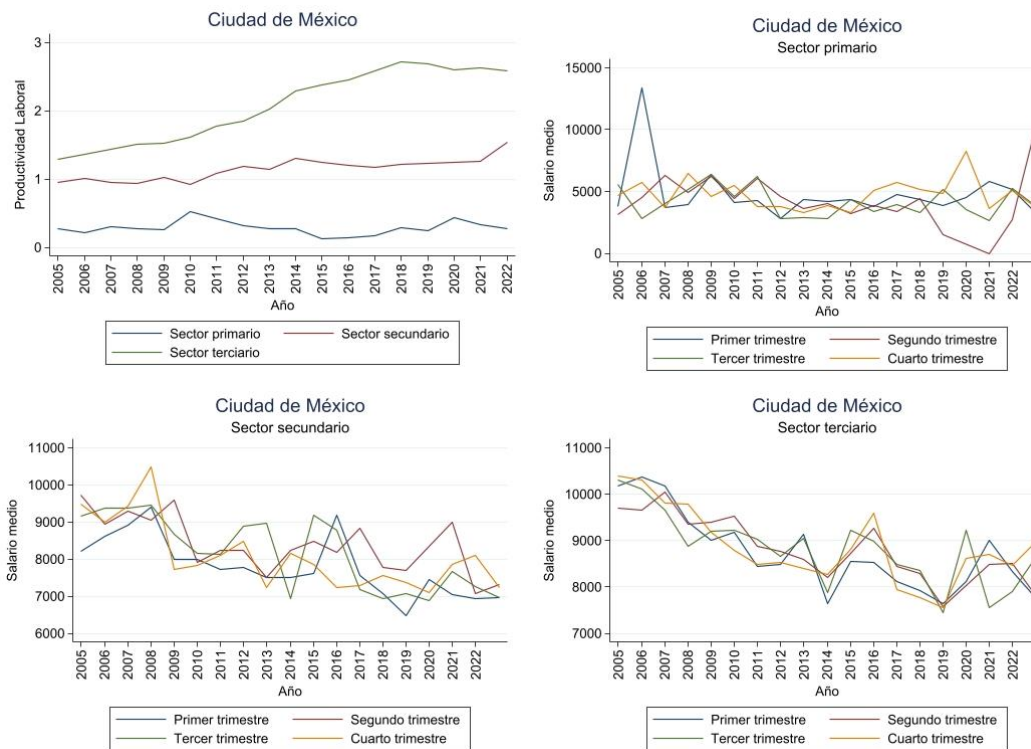 Ciudad de México
Productividad Laboral
3
2
1
0
2005 2006 2007 2008 2009 2010 2011 2012 2013 2014 2015 2016 2017 2018 2019 2020 2021 2022
Año
Sector primario Sector secundario
Sector terciario
Ciudad de México
Sector primario
Salario medio
15000
10000
5000
0
2005 2006 2007 2008 2009 2010 2011 2012 2013 2014 2015 2016 2017 2018 2019 2020 2021 2022
Año
Primer trimestre Segundo trimestre
Tercer trimestre Cuarto trimestre
Ciudad de México
Sector secundario
Salario medio
11000
10000
9000
8000
7000
6000
2005 2006 2007 2008 2009 2010 2011 2012 2013 2014 2015 2016 2017 2018 2019 2020 2021 2022
Año
Primer trimestre Segundo trimestre
Tercer trimestre Cuarto trimestre
Ciudad de México
Sector terciario
Salario medio
11000
10000
9000
8000
7000
2005 2006 2007 2008 2009 2010 2011 2012 2013 2014 2015 2016 2017 2018 2019 2020 2021 2022
Año
Primer trimestre Segundo trimestre
Tercer trimestre Cuarto trimestre